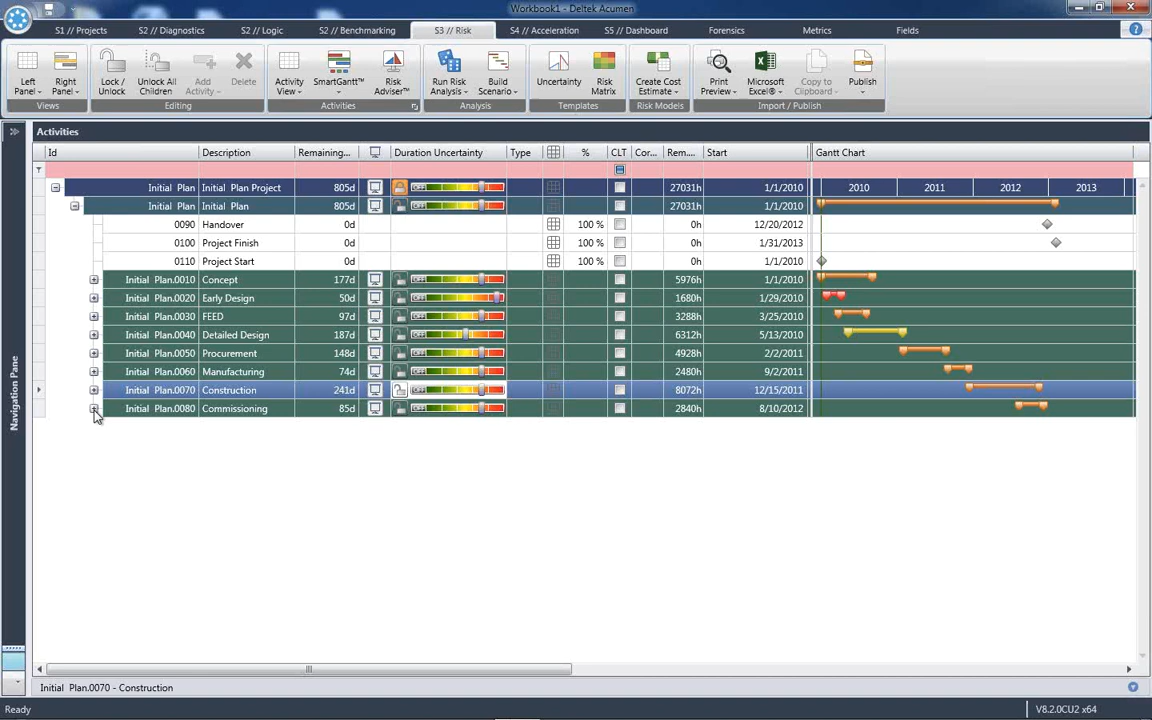 Workbook1 - Deltek Acumen
S1 // Projects S2 // Diagnostics S2 // Logic S2 // Benchmarking S3 // Risk S4 // Acceleration S5 // Dashboard Forensics Metrics Fields
Left Panel Right Panel Lock / Unlock Unlock All Children Add Activity Delete Activity View SmartGantt™ Risk Adviser™ Run Risk Analysis Build Scenario Uncertainty Risk Matrix Create Cost Estimate Print Preview Microsoft Excel® Copy to Clipboard Publish
Views Editing Activities Analysis Templates Risk Models Import / Publish
Activities
Id Description Remaining... Duration Uncertainty Type % CLT Cor... Rem... Start Gantt Chart
Initial Plan Initial Plan Project 805d OFF 27031h 1/1/2010 2010 2011 2012 2013
Initial Plan Initial Plan 805d OFF 27031h 1/1/2010
0090 Handover 0d 100 % 0h 12/20/2012
0100 Project Finish 0d 100 % 0h 1/31/2013
0110 Project Start 0d 100 % 0h 1/1/2010
Initial Plan.0010 Concept 177d OFF 5976h 1/1/2010
Initial Plan.0020 Early Design 50d OFF 1680h 1/29/2010
Initial Plan.0030 FEED 97d OFF 3288h 3/25/2010
Initial Plan.0040 Detailed Design 187d OFF 6312h 5/13/2010
Initial Plan.0050 Procurement 148d OFF 4928h 2/2/2011
Initial Plan.0060 Manufacturing 74d OFF 2480h 9/2/2011
Initial Plan.0070 Construction 241d OFF 8072h 12/15/2011
Initial Plan.0080 Commissioning 85d OFF 2840h 8/10/2012
Navigation Pane
Initial Plan.0070 - Construction
Ready V8.2.0CU2 x64